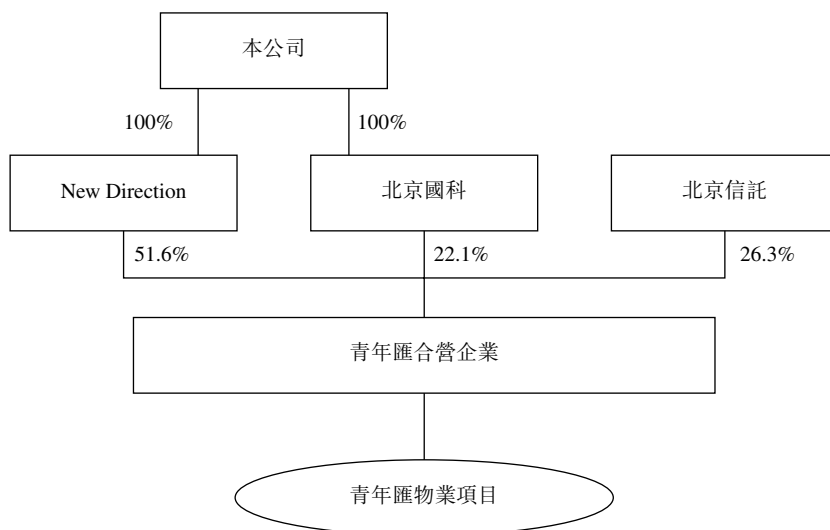 本公司
100%
100%
New Direction
北京國科
北京信託
51.6%
22.1%
26.3%
青年匯合營企業
青年匯物業項目